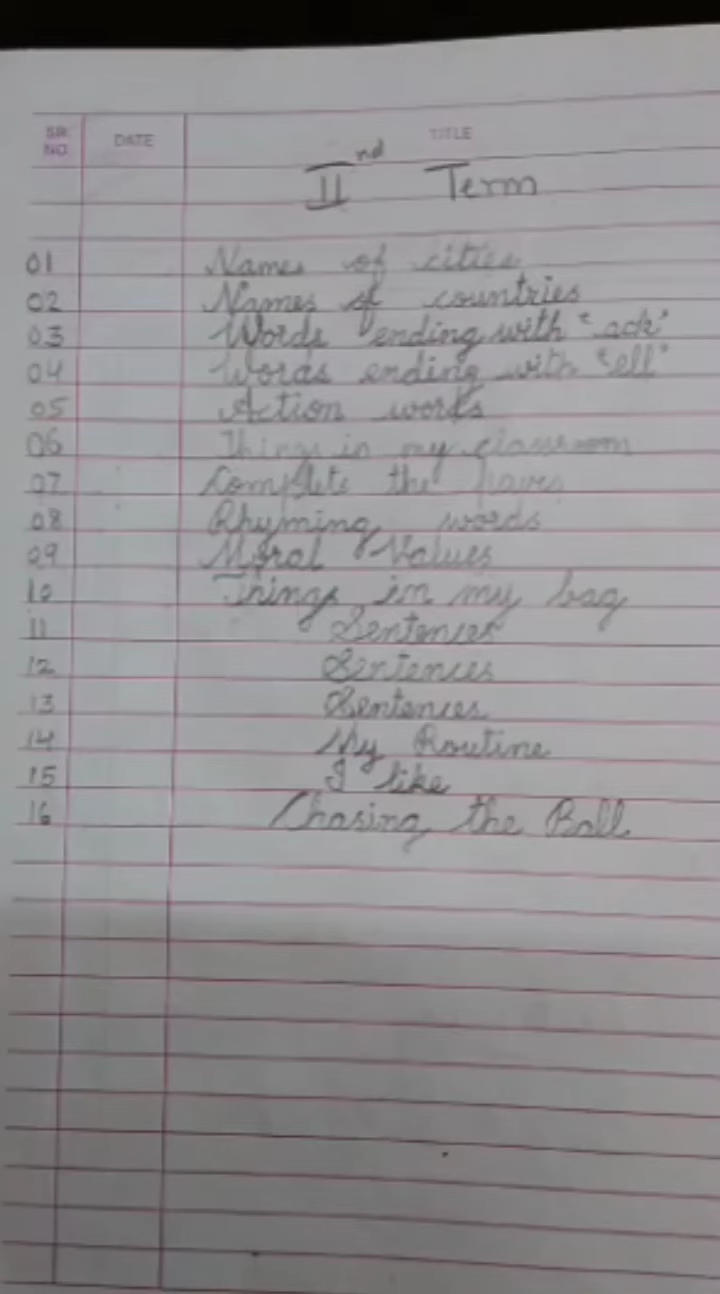 SR NO DATE TITLE
IInd Term
01 Names of cities
02 Names of countries
03 Words ending with "ack"
04 Words ending with "ell"
05 Action words
06 Things in my classroom
07 Complete the
08 Rhyming words
09 Moral Values
10 Things in my bag
11 Sentences
12 Sentences
13 Sentences
14 My Routine
15 I like
16 Chasing the Ball